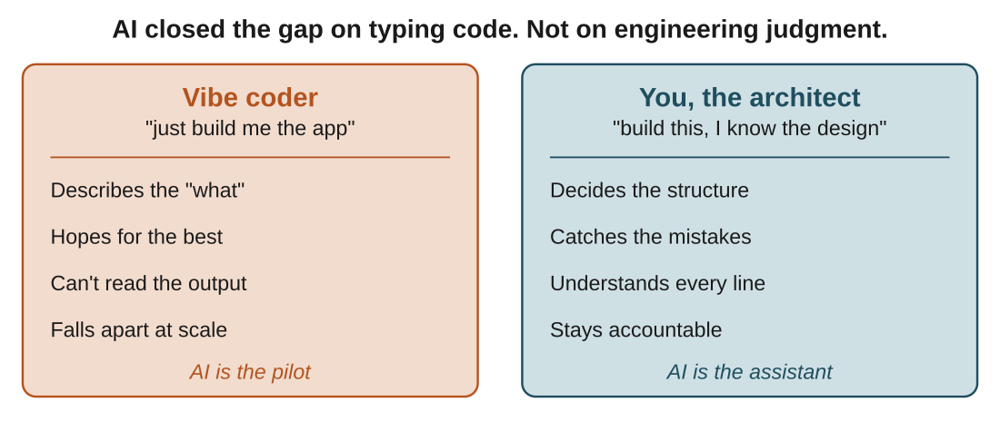 AI closed the gap on typing code. Not on engineering judgment.
Vibe coder
"just build me the app"
Describes the "what"
Hopes for the best
Can't read the output
Falls apart at scale
AI is the pilot
You, the architect
"build this, I know the design"
Decides the structure
Catches the mistakes
Understands every line
Stays accountable
AI is the assistant